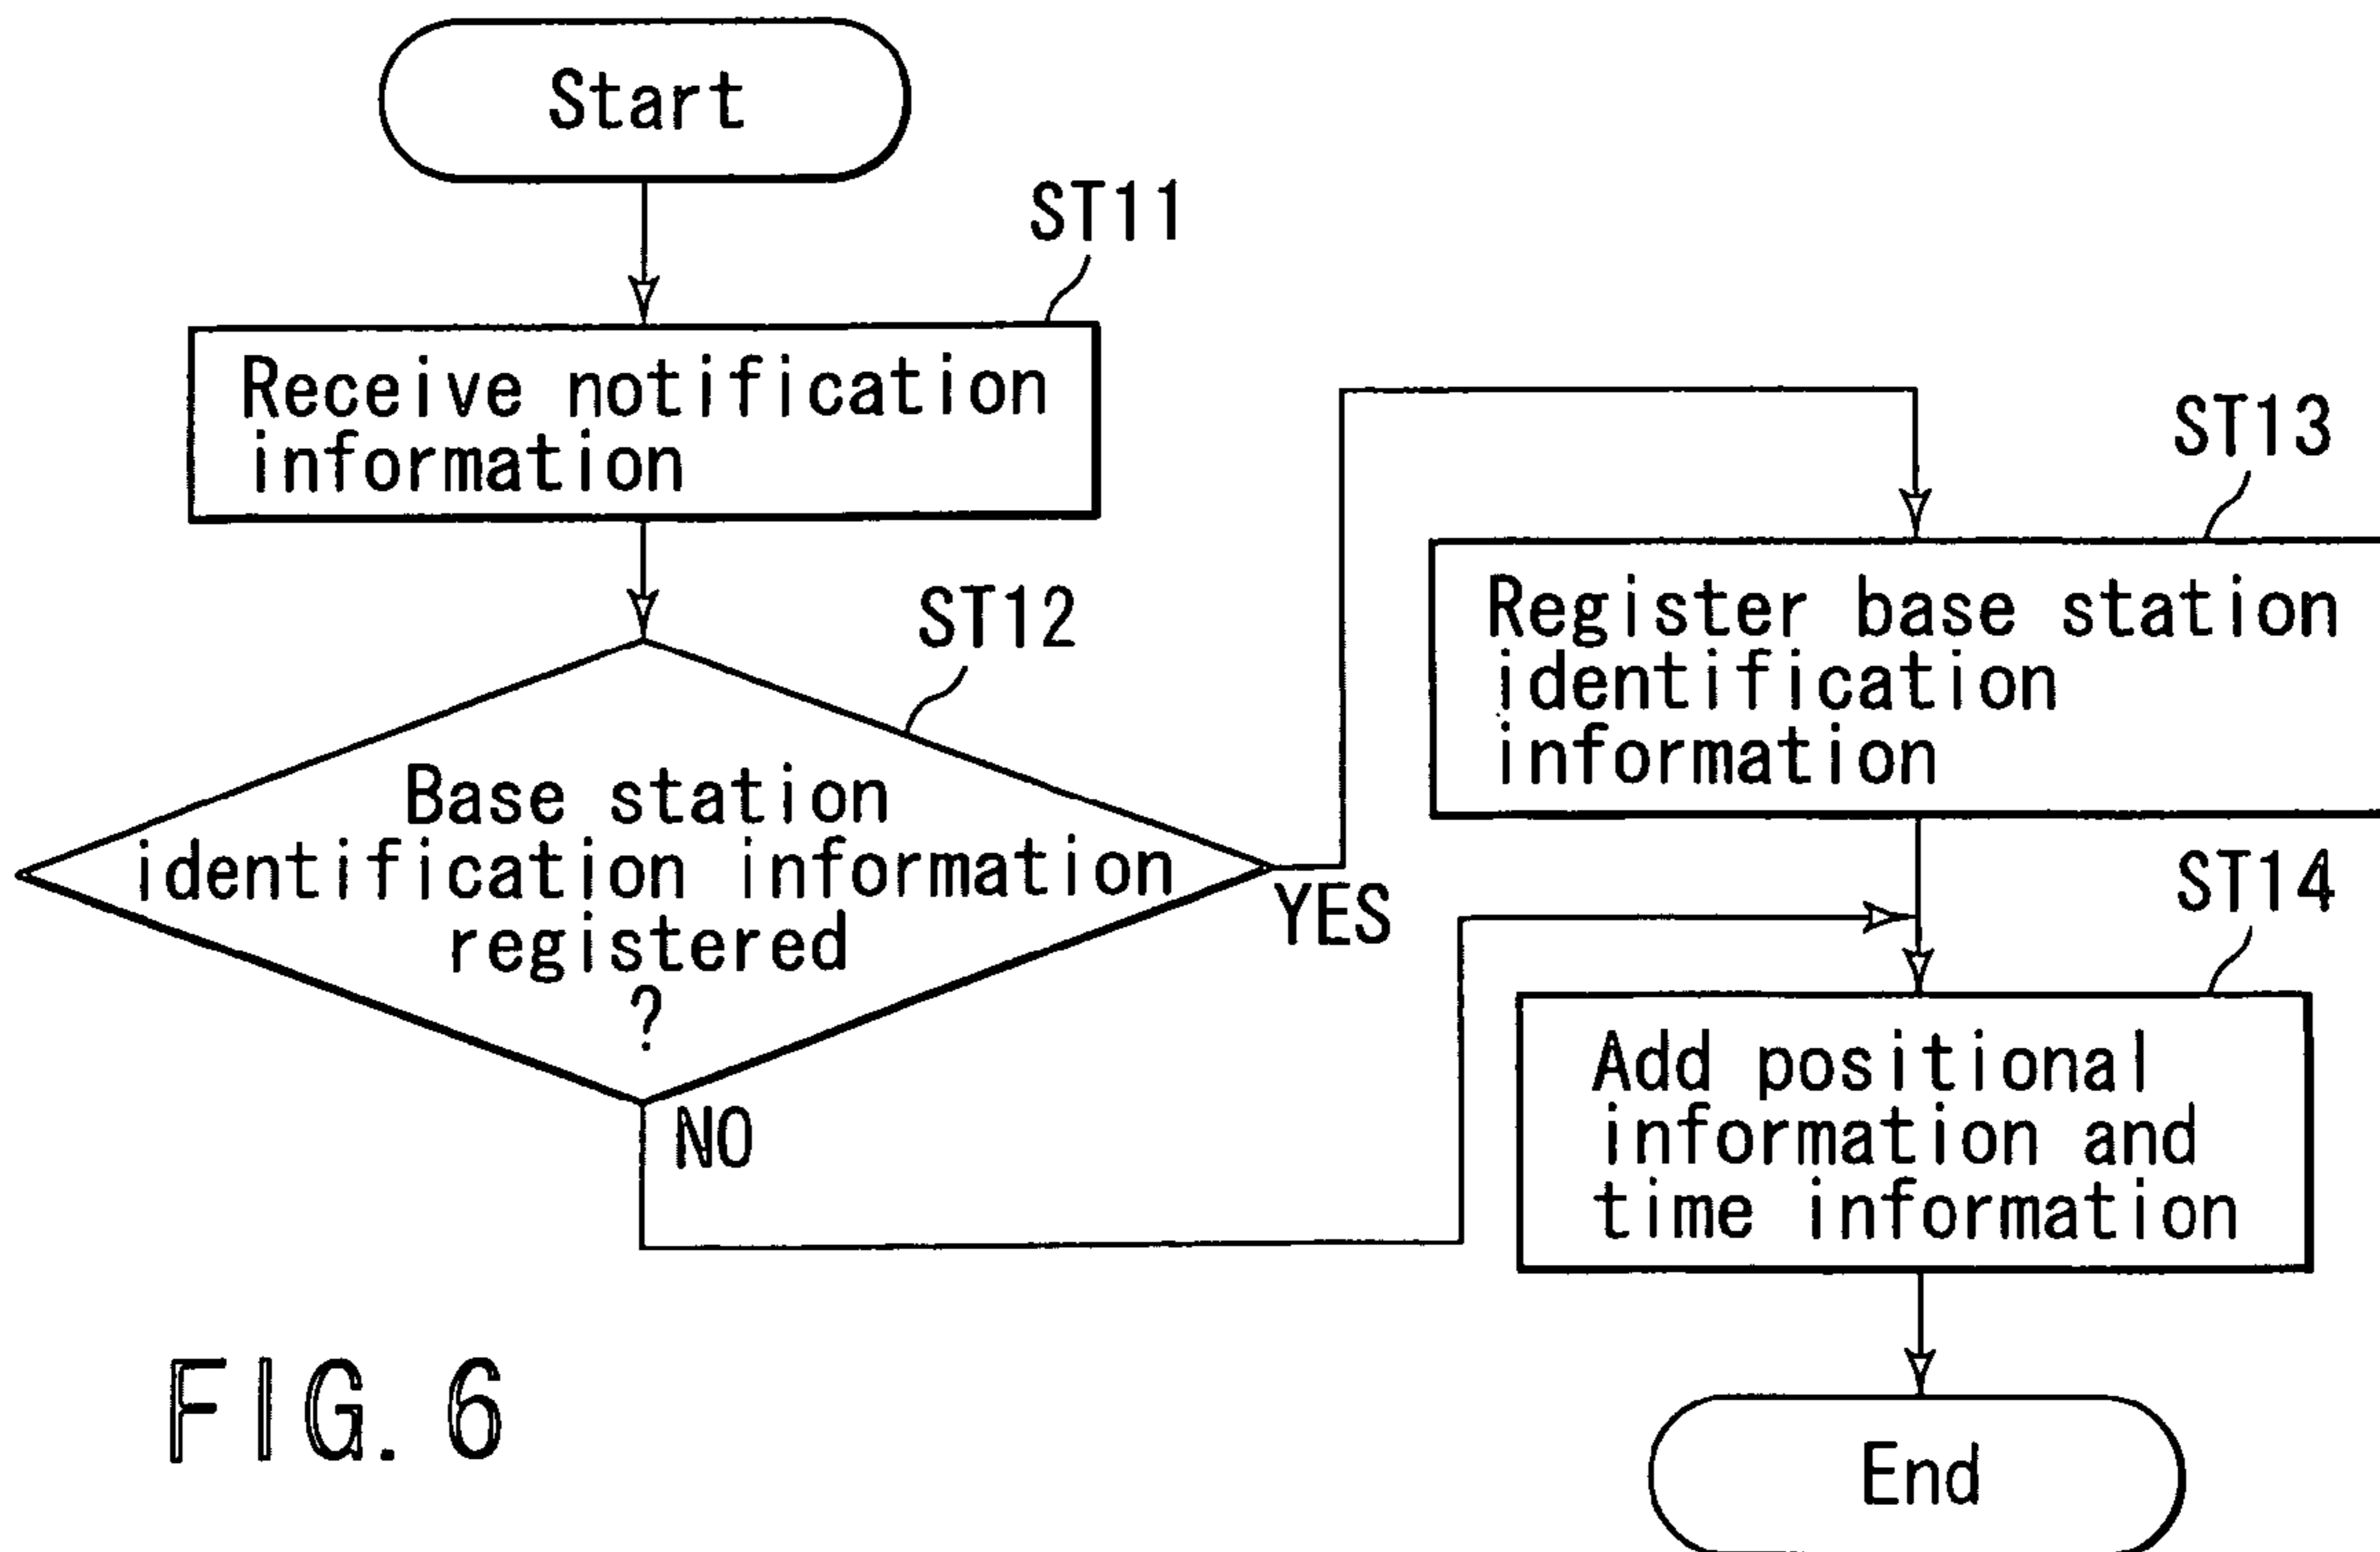 Start
ST11
Receive notification
information
ST12
Base station
identification information
registered
?
YES
NO
ST13
Register base station
identification
information
ST14
Add positional
information and
time information
End
FIG. 6